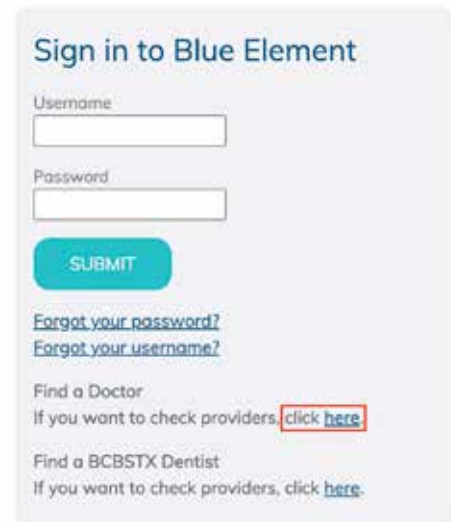 Sign in to Blue Element
Username
Password
SUBMIT
Forgot your password?
Forgot your username?
Find a Doctor
If you want to check providers, click here.
Find a BCBSTX Dentist
If you want to check providers, click here.